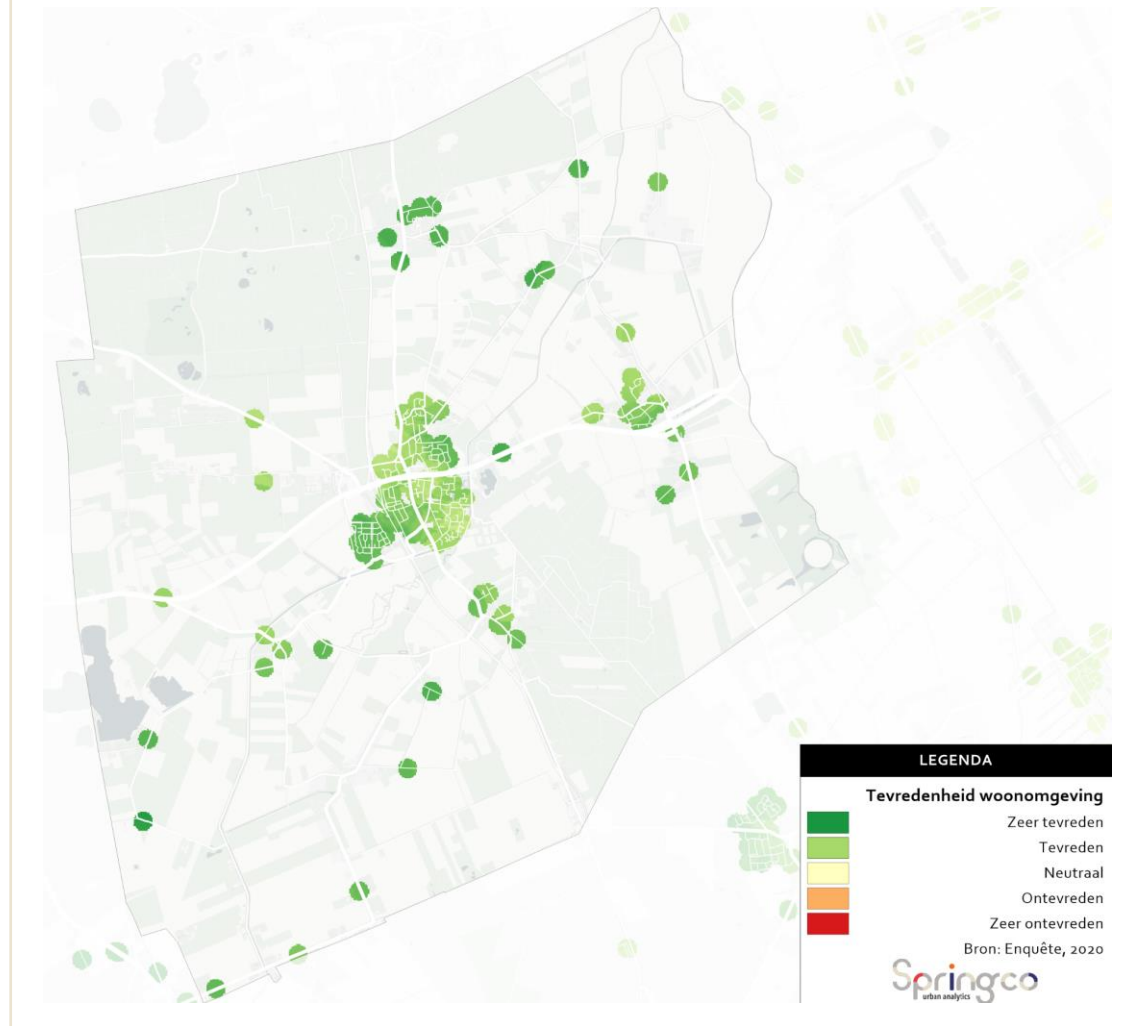 LEGENDA
Tevredenheid woonomgeving
Zeer tevreden
Tevreden
Neutraal
Ontevreden
Zeer ontevreden
Bron: Enquête, 2020
Springco
urban analytics